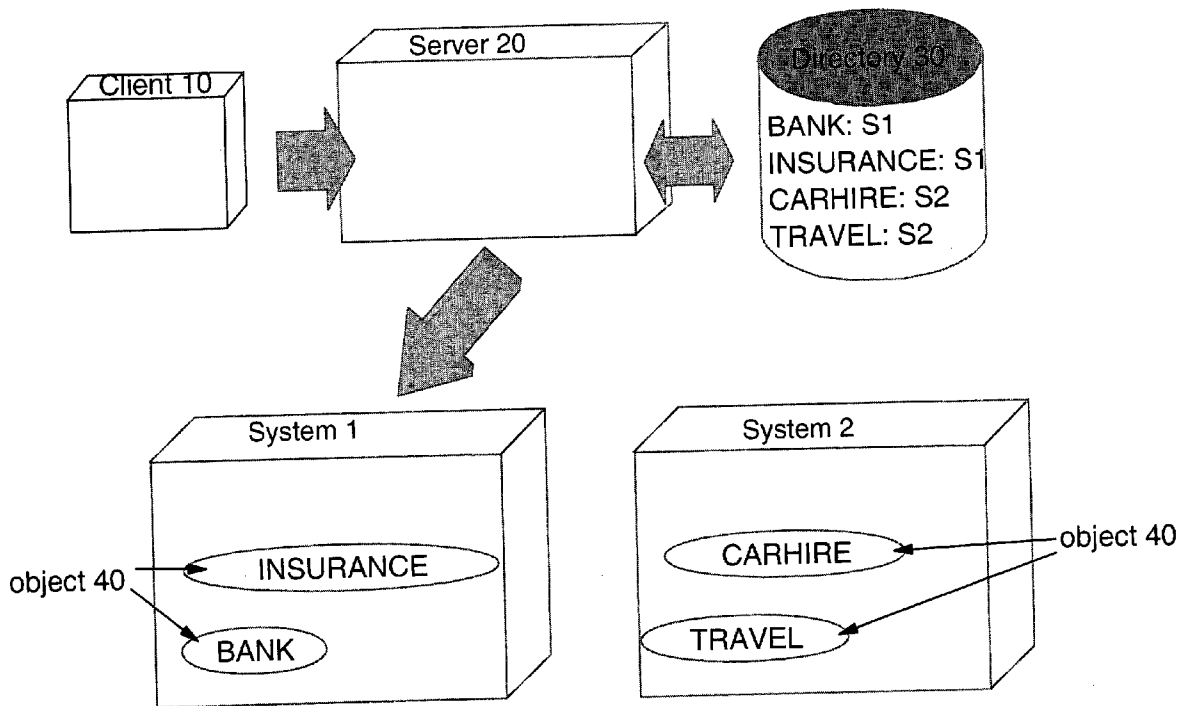 Server 20
Client 10
Directory 30
BANK: S1
INSURANCE: S1
CARHIRE: S2
TRAVEL: S2
System 1
System 2
INSURANCE
CARHIRE
object 40
object 40
BANK
TRAVEL